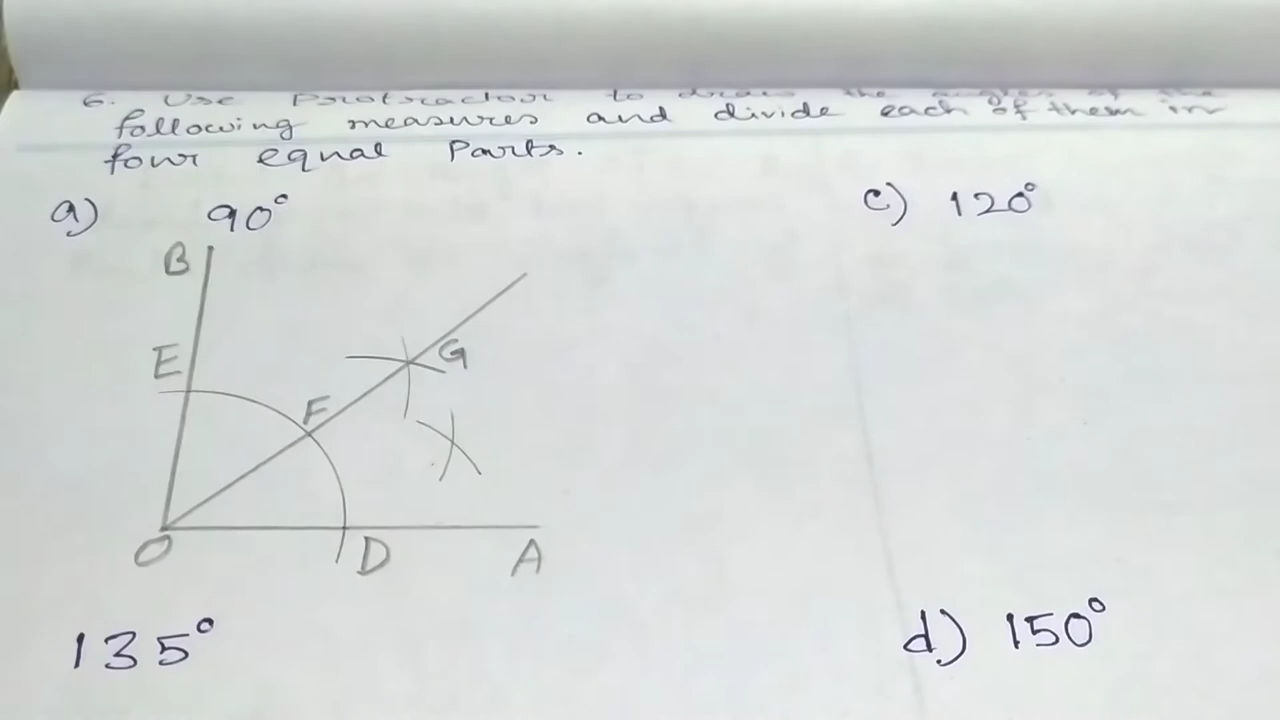 6. Use Protractor to draw the angles of the
following measures and divide each of them in
four equal Parts.
a) 90°
c) 120°
B
E
F
G
O
D
A
135°
d.) 150°